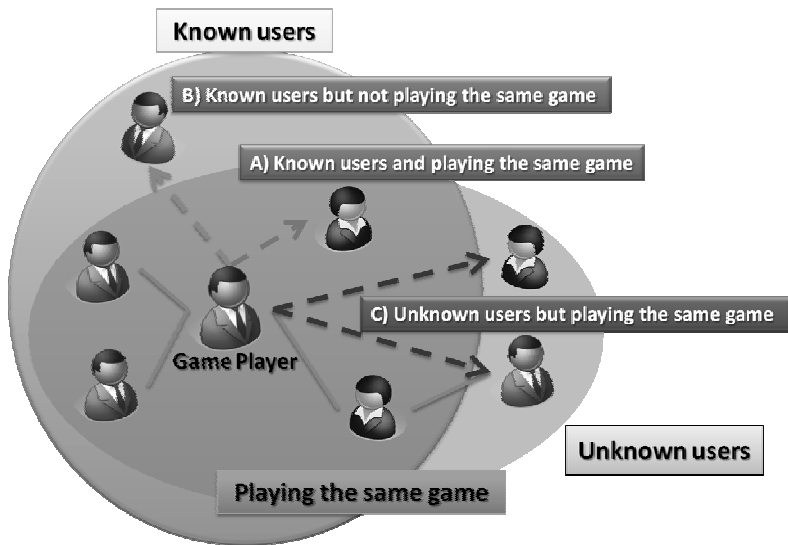 Known users
B) Known users but not playing the same game
A) Known users and playing the same game
C) Unknown users but playing the same game
Game Player
Unknown users
Playing the same game